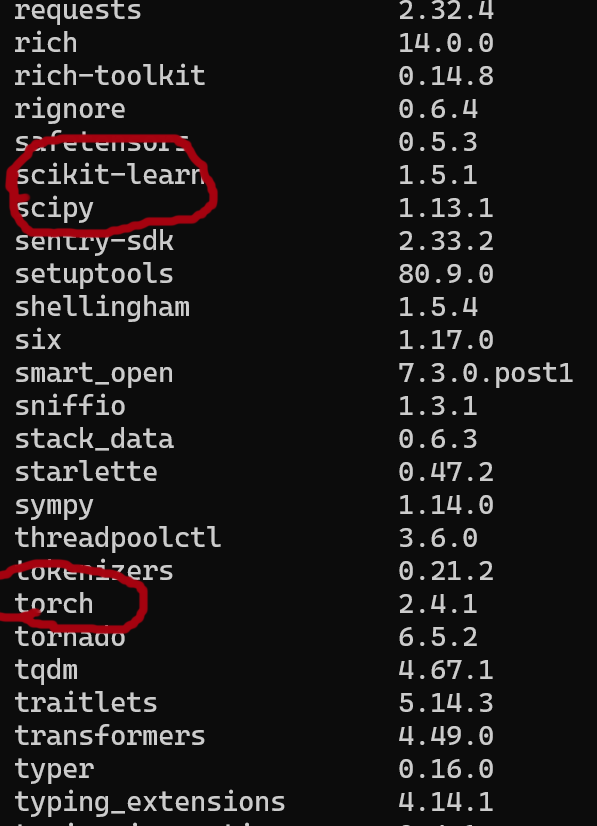 requests 2.32.4
rich 14.0.0
rich-toolkit 0.14.8
rignore 0.6.4
safetensors 0.5.3
scikit-learn 1.5.1
scipy 1.13.1
sentry-sdk 2.33.2
setuptools 80.9.0
shellingham 1.5.4
six 1.17.0
smart_open 7.3.0.post1
sniffio 1.3.1
stack_data 0.6.3
starlette 0.47.2
sympy 1.14.0
threadpoolctl 3.6.0
tokenizers 0.21.2
torch 2.4.1
tornado 6.5.2
tqdm 4.67.1
traitlets 5.14.3
transformers 4.49.0
typer 0.16.0
typing_extensions 4.14.1